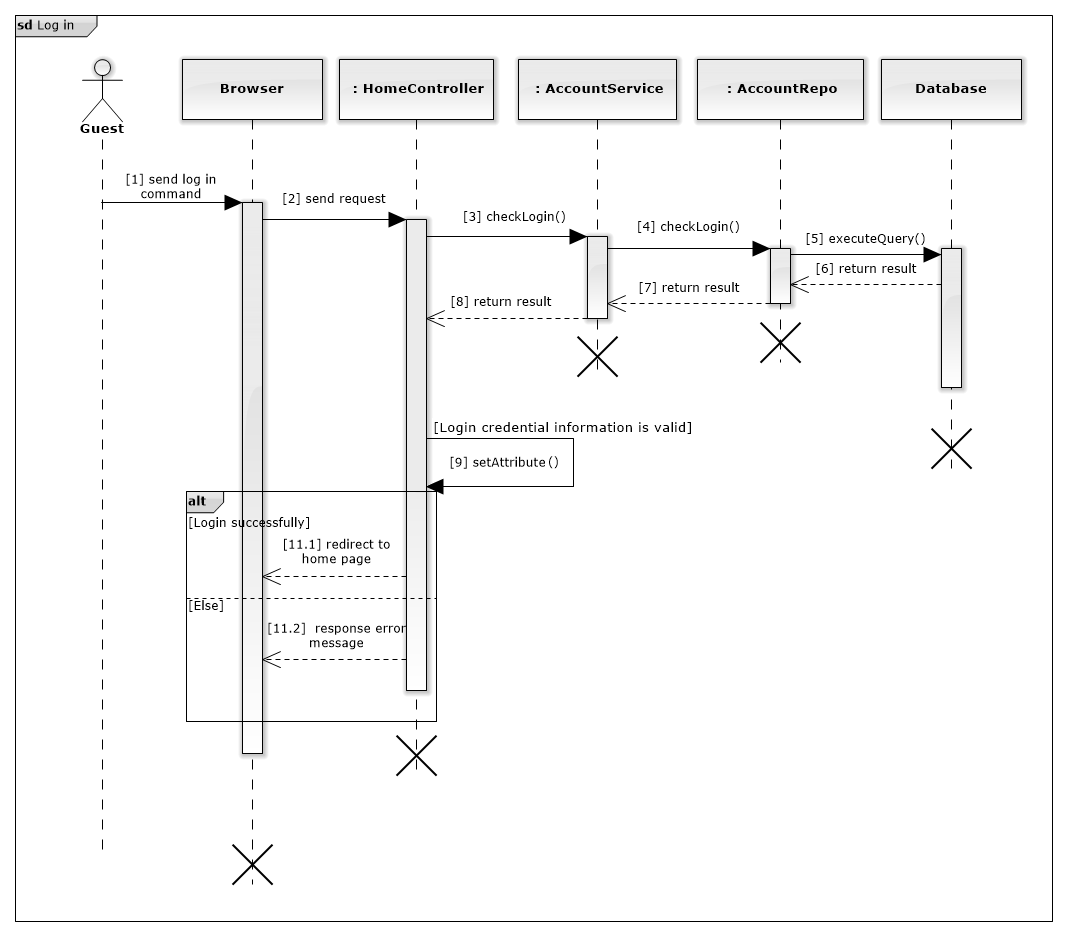 sd Log in
Guest
Browser
: HomeController
: AccountService
: AccountRepo
Database
[1] send log in
command
[2] send request
[3] checkLogin()
[4] checkLogin()
[5] executeQuery()
[6] return result
[7] return result
[8] return result
[Login credential information is valid]
[9] setAttribute()
alt
[Login successfully]
[11.1] redirect to
home page
[Else]
[11.2] response error
message